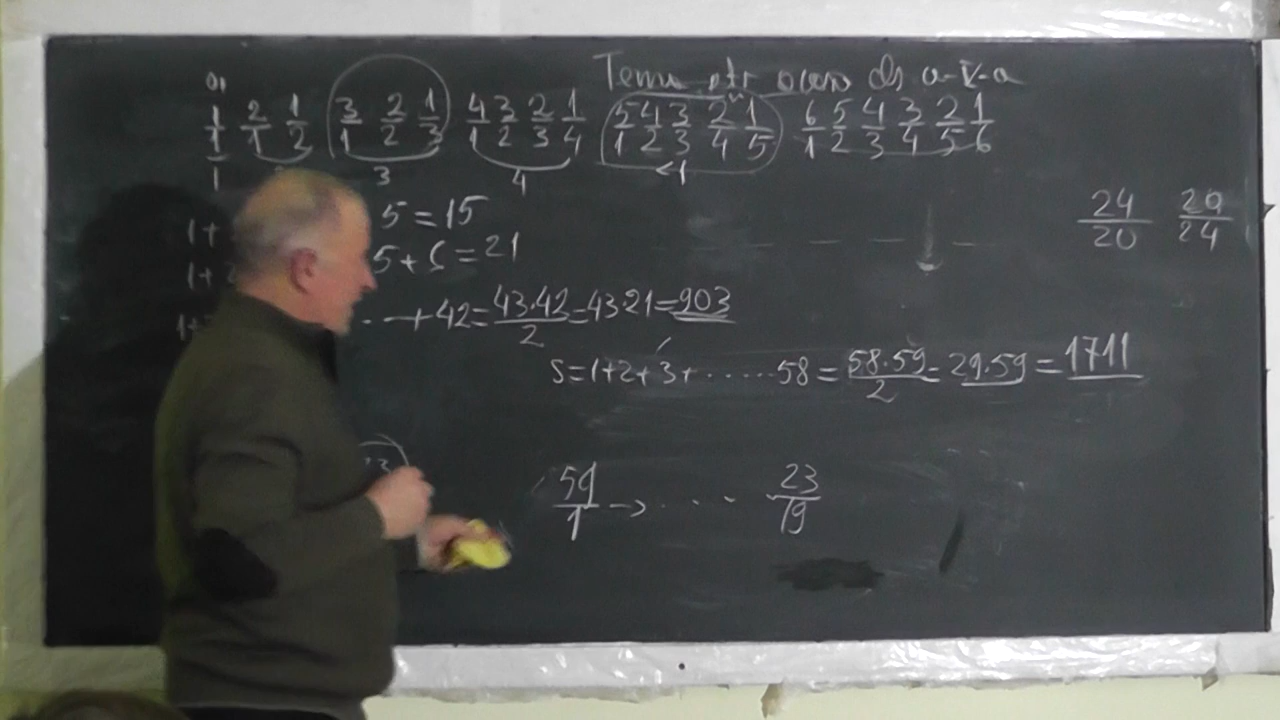 Temă ptr acasă
1/1 2/1 1/2 3/1 2/2 1/3 4/1 3/2 2/3 1/4 5/1 4/2 3/3 2/4 1/5 6/1 5/2 4/3 3/4 2/5 1/6
1 3 4
24/20 20/24
1+ 5=15
1+ 5+6=21
+42=43·42/2=43·21=903
S=1+2+3+......58=58·59/2=29·59=1711
59/1→.... 23/19